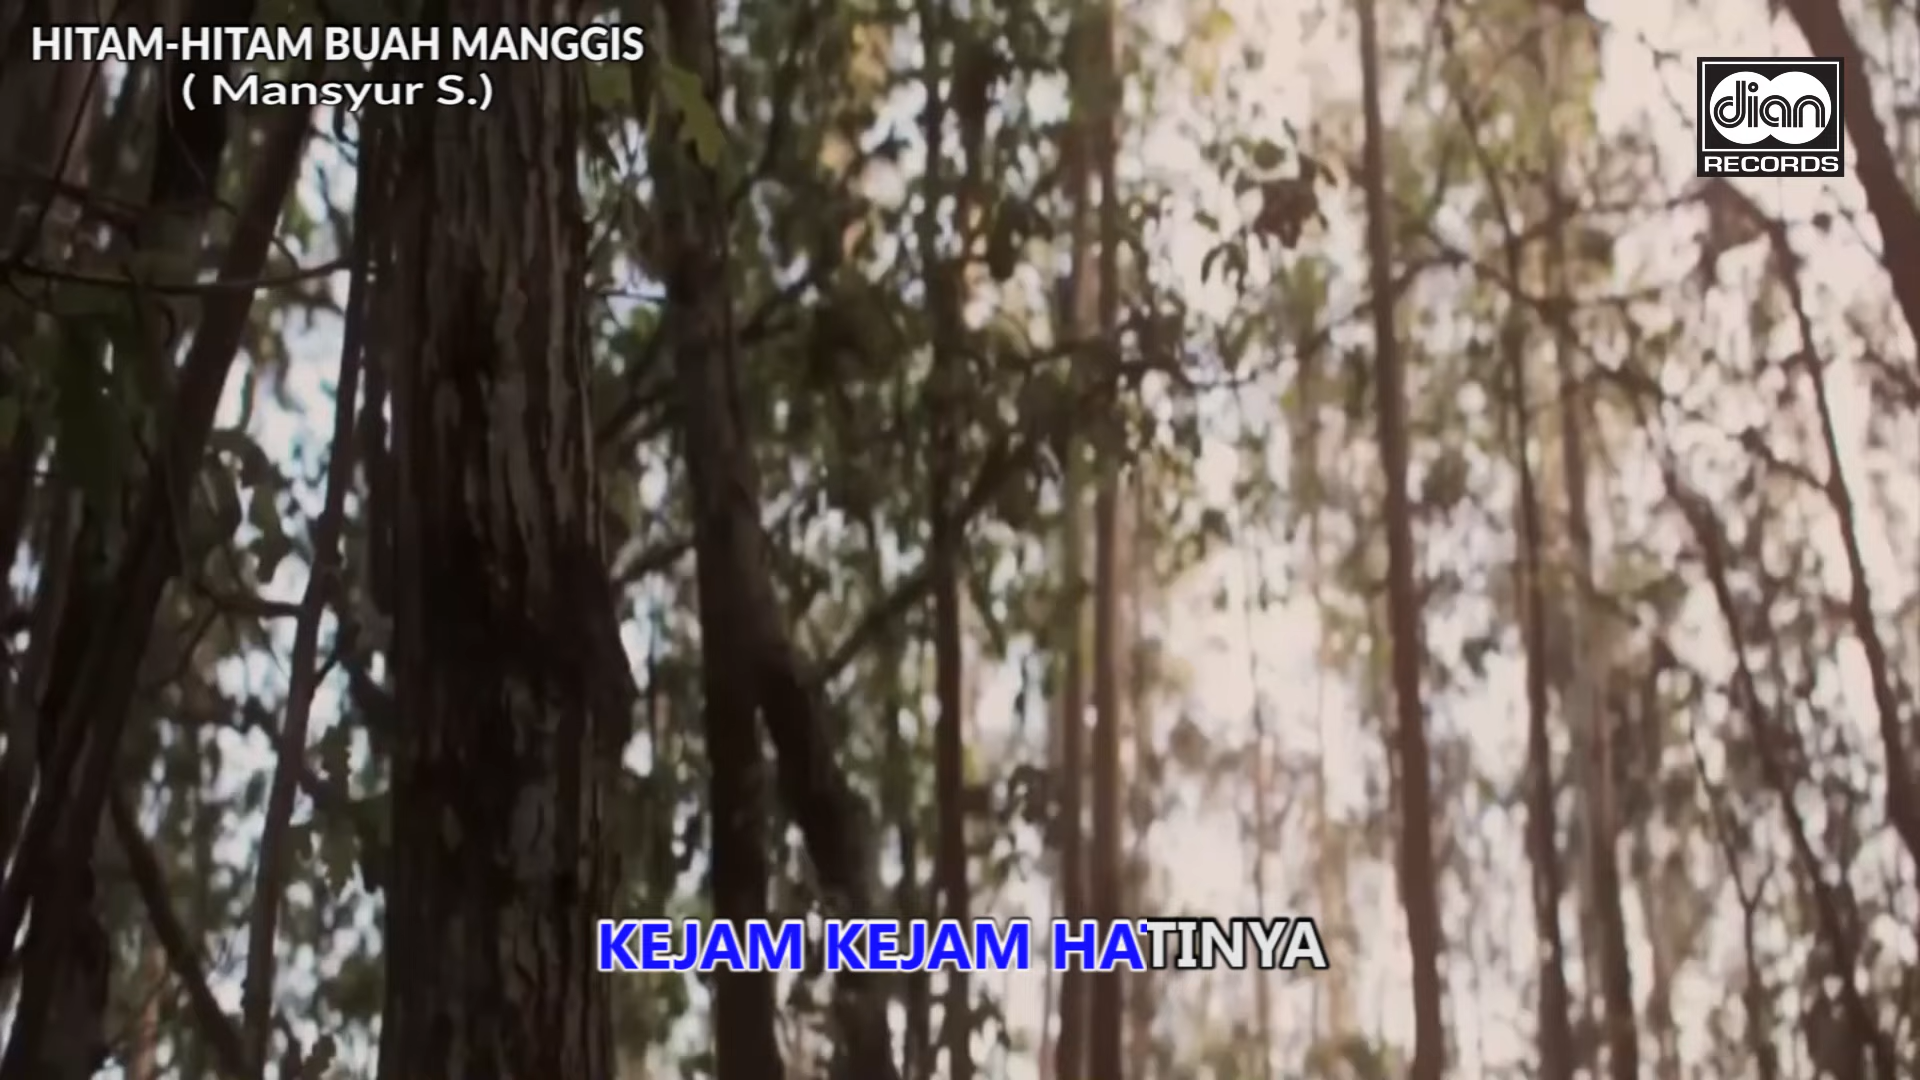 HITAM-HITAM BUAH MANGGIS
( Mansyur S.)
dian
RECORDS
KEJAM KEJAM HATINYA